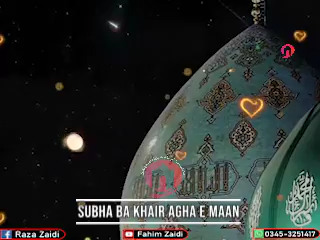 SUBHA BA KHAIR AGHA E MAAN
Raza Zaidi
Fahim Zaidi
0345-3251417